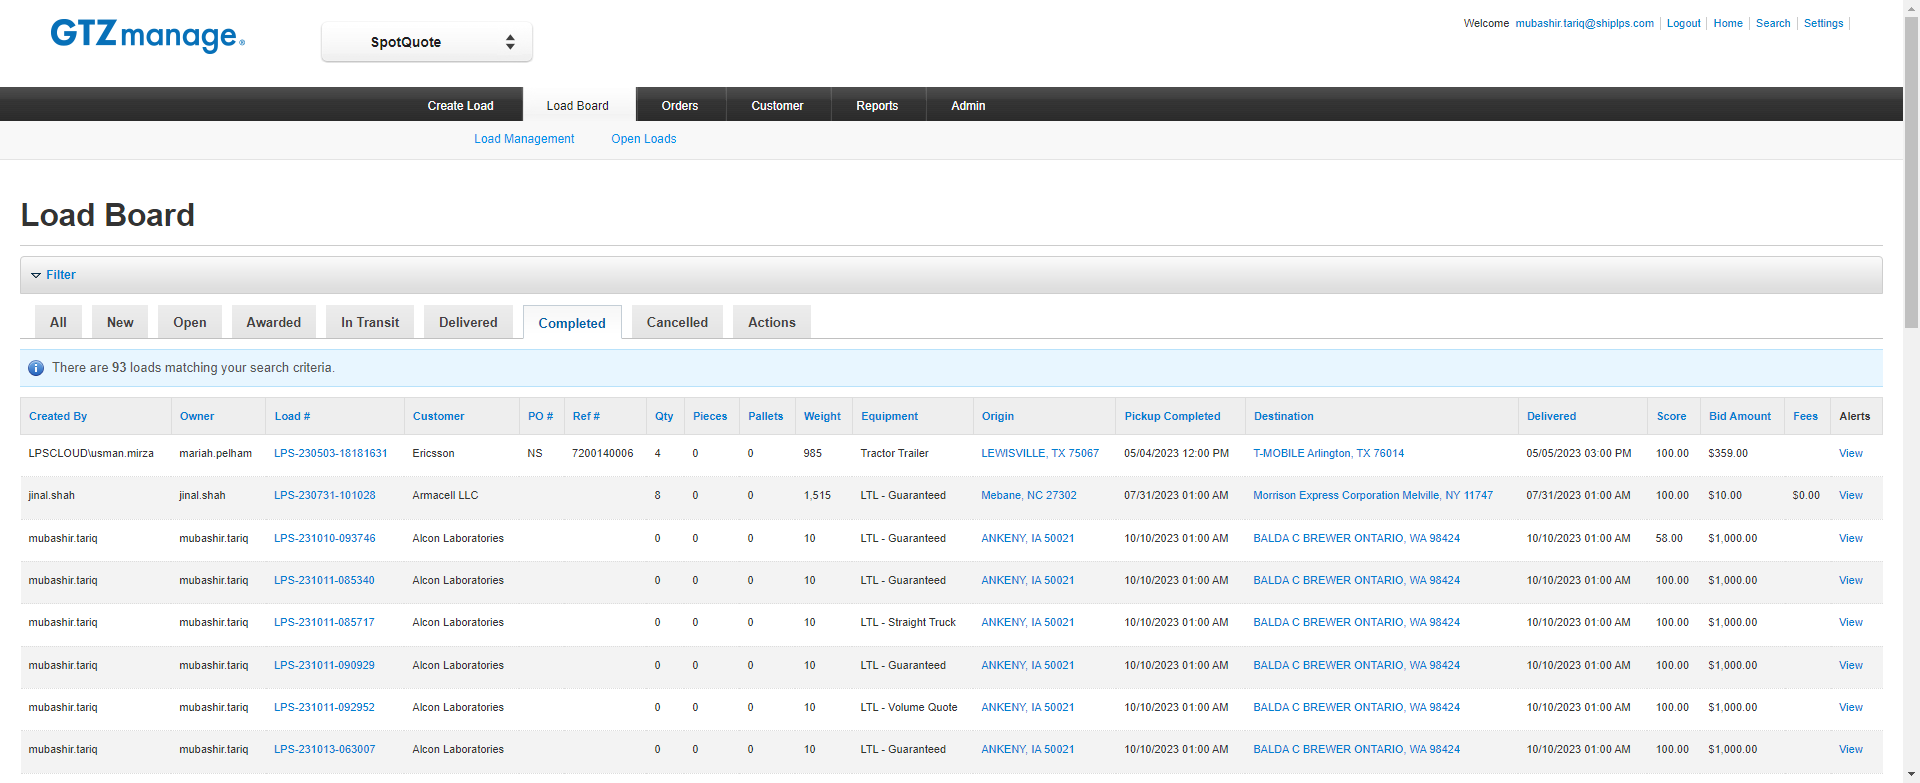 GTZmanage®
SpotQuote
Welcome mubashir.tariq@shiplps.com Logout Home Search Settings
Create Load Load Board Orders Customer Reports Admin
Load Management Open Loads
Load Board
Filter
All New Open Awarded In Transit Delivered Completed Cancelled Actions
There are 93 loads matching your search criteria.
Created By Owner Load # Customer PO # Ref # Qty Pieces Pallets Weight Equipment Origin Pickup Completed Destination Delivered Score Bid Amount Fees Alerts
LPSCLOUD\usman.mirza mariah.pelham LPS-230503-18181631 Ericsson NS 7200140006 4 0 0 985 Tractor Trailer LEWISVILLE, TX 75067 05/04/2023 12:00 PM T-MOBILE Arlington, TX 76014 05/05/2023 03:00 PM 100.00 $359.00 View
jinal.shah jinal.shah LPS-230731-101028 Armacell LLC 8 0 0 1,515 LTL - Guaranteed Mebane, NC 27302 07/31/2023 01:00 AM Morrison Express Corporation Melville, NY 11747 07/31/2023 01:00 AM 100.00 $10.00 $0.00 View
mubashir.tariq mubashir.tariq LPS-231010-093746 Alcon Laboratories 0 0 0 10 LTL - Guaranteed ANKENY, IA 50021 10/10/2023 01:00 AM BALDA C BREWER ONTARIO, WA 98424 10/10/2023 01:00 AM 58.00 $1,000.00 View
mubashir.tariq mubashir.tariq LPS-231011-085340 Alcon Laboratories 0 0 0 10 LTL - Guaranteed ANKENY, IA 50021 10/10/2023 01:00 AM BALDA C BREWER ONTARIO, WA 98424 10/10/2023 01:00 AM 100.00 $1,000.00 View
mubashir.tariq mubashir.tariq LPS-231011-085717 Alcon Laboratories 0 0 0 10 LTL - Straight Truck ANKENY, IA 50021 10/10/2023 01:00 AM BALDA C BREWER ONTARIO, WA 98424 10/10/2023 01:00 AM 100.00 $1,000.00 View
mubashir.tariq mubashir.tariq LPS-231011-090929 Alcon Laboratories 0 0 0 10 LTL - Guaranteed ANKENY, IA 50021 10/10/2023 01:00 AM BALDA C BREWER ONTARIO, WA 98424 10/10/2023 01:00 AM 100.00 $1,000.00 View
mubashir.tariq mubashir.tariq LPS-231011-092952 Alcon Laboratories 0 0 0 10 LTL - Volume Quote ANKENY, IA 50021 10/10/2023 01:00 AM BALDA C BREWER ONTARIO, WA 98424 10/10/2023 01:00 AM 100.00 $1,000.00 View
mubashir.tariq mubashir.tariq LPS-231013-063007 Alcon Laboratories 0 0 0 10 LTL - Guaranteed ANKENY, IA 50021 10/10/2023 01:00 AM BALDA C BREWER ONTARIO, WA 98424 10/10/2023 01:00 AM 100.00 $1,000.00 View